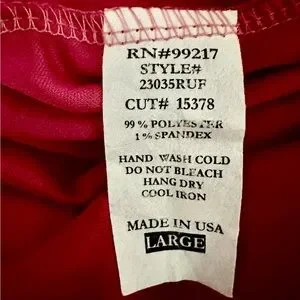 RN#99217
STYLE#
23035RUF
CUT# 15378
99% POLYESTER
1% SPANDEX
HAND WASH COLD
DO NOT BLEACH
HANG DRY
COOL IRON
MADE IN USA
LARGE